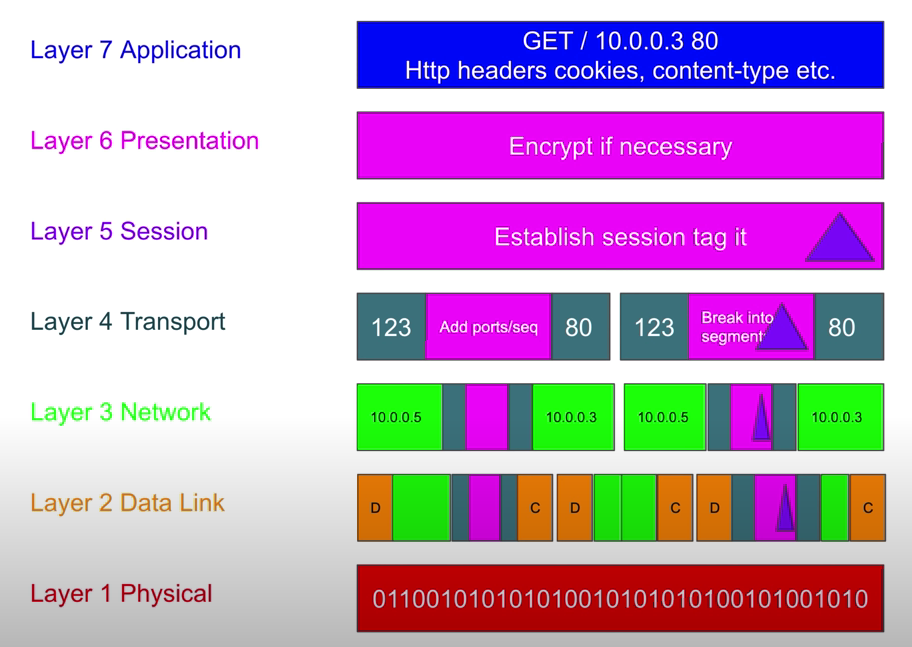 Layer 7 Application
GET / 10.0.0.3 80
Http headers cookies, content-type etc.
Layer 6 Presentation
Encrypt if necessary
Layer 5 Session
Establish session tag it
Layer 4 Transport
123
Add ports/seq
80
123
Break into
segments
80
Layer 3 Network
10.0.0.5
10.0.0.3
10.0.0.5
10.0.0.3
Layer 2 Data Link
D
C
D
C
D
C
Layer 1 Physical
0110010101010100101010101001010010​10